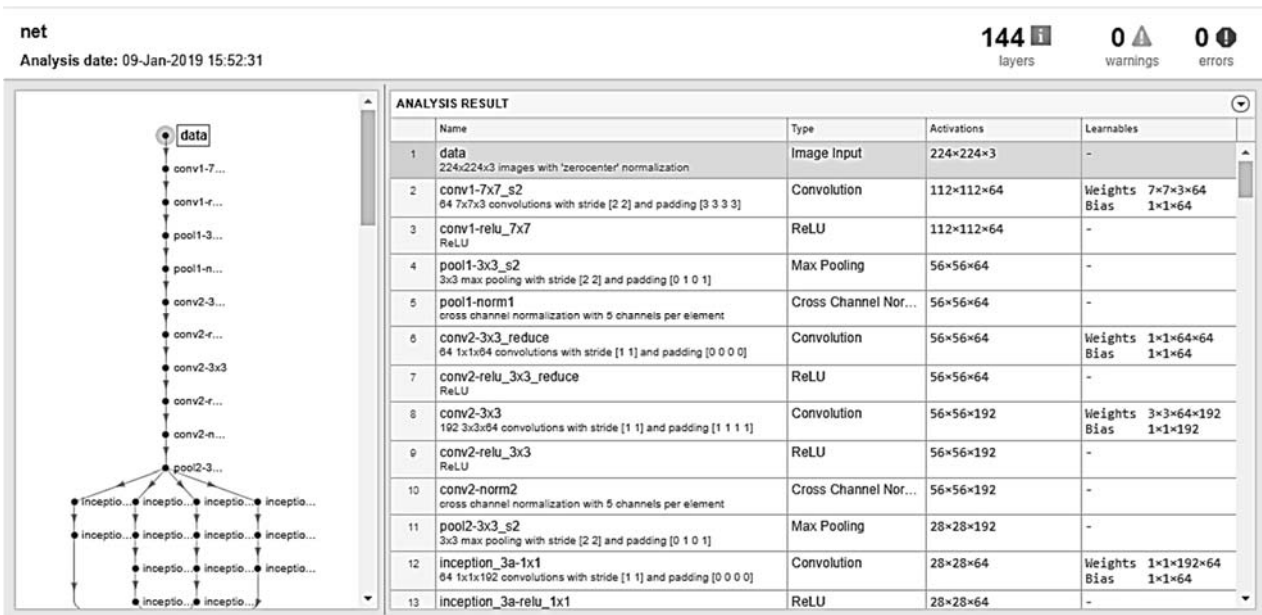 net
Analysis date: 09-Jan-2019 15:52:31
144
layers
0
warnings
0
errors
data
conv1-7...
conv1-r...
pool1-3...
pool1-n...
conv2-3...
conv2-r...
conv2-3x3
conv2-r...
conv2-n...
pool2-3...
inceptio... inceptio... inceptio... inceptio...
inceptio... inceptio... inceptio... inceptio...
inceptio... inceptio... inceptio...
inceptio... inceptio...
ANALYSIS RESULT
Name Type Activations Learnables
1 data Image Input 224×224×3 -
224x224x3 images with 'zerocenter' normalization
2 conv1-7x7_s2 Convolution 112×112×64 Weights 7×7×3×64
64 7x7x3 convolutions with stride [2 2] and padding [3 3 3 3] Bias 1×1×64
3 conv1-relu_7x7 ReLU 112×112×64 -
ReLU
4 pool1-3x3_s2 Max Pooling 56×56×64 -
3x3 max pooling with stride [2 2] and padding [0 1 0 1]
5 pool1-norm1 Cross Channel Nor... 56×56×64 -
cross channel normalization with 5 channels per element
6 conv2-3x3_reduce Convolution 56×56×64 Weights 1×1×64×64
64 1x1x64 convolutions with stride [1 1] and padding [0 0 0 0] Bias 1×1×64
7 conv2-relu_3x3_reduce ReLU 56×56×64 -
ReLU
8 conv2-3x3 Convolution 56×56×192 Weights 3×3×64×192
192 3x3x64 convolutions with stride [1 1] and padding [1 1 1 1] Bias 1×1×192
9 conv2-relu_3x3 ReLU 56×56×192 -
ReLU
10 conv2-norm2 Cross Channel Nor... 56×56×192 -
cross channel normalization with 5 channels per element
11 pool2-3x3_s2 Max Pooling 28×28×192 -
3x3 max pooling with stride [2 2] and padding [0 1 0 1]
12 inception_3a-1x1 Convolution 28×28×64 Weights 1×1×192×64
64 1x1x192 convolutions with stride [1 1] and padding [0 0 0 0] Bias 1×1×64
13 inception_3a-relu_1x1 ReLU 28×28×64 -